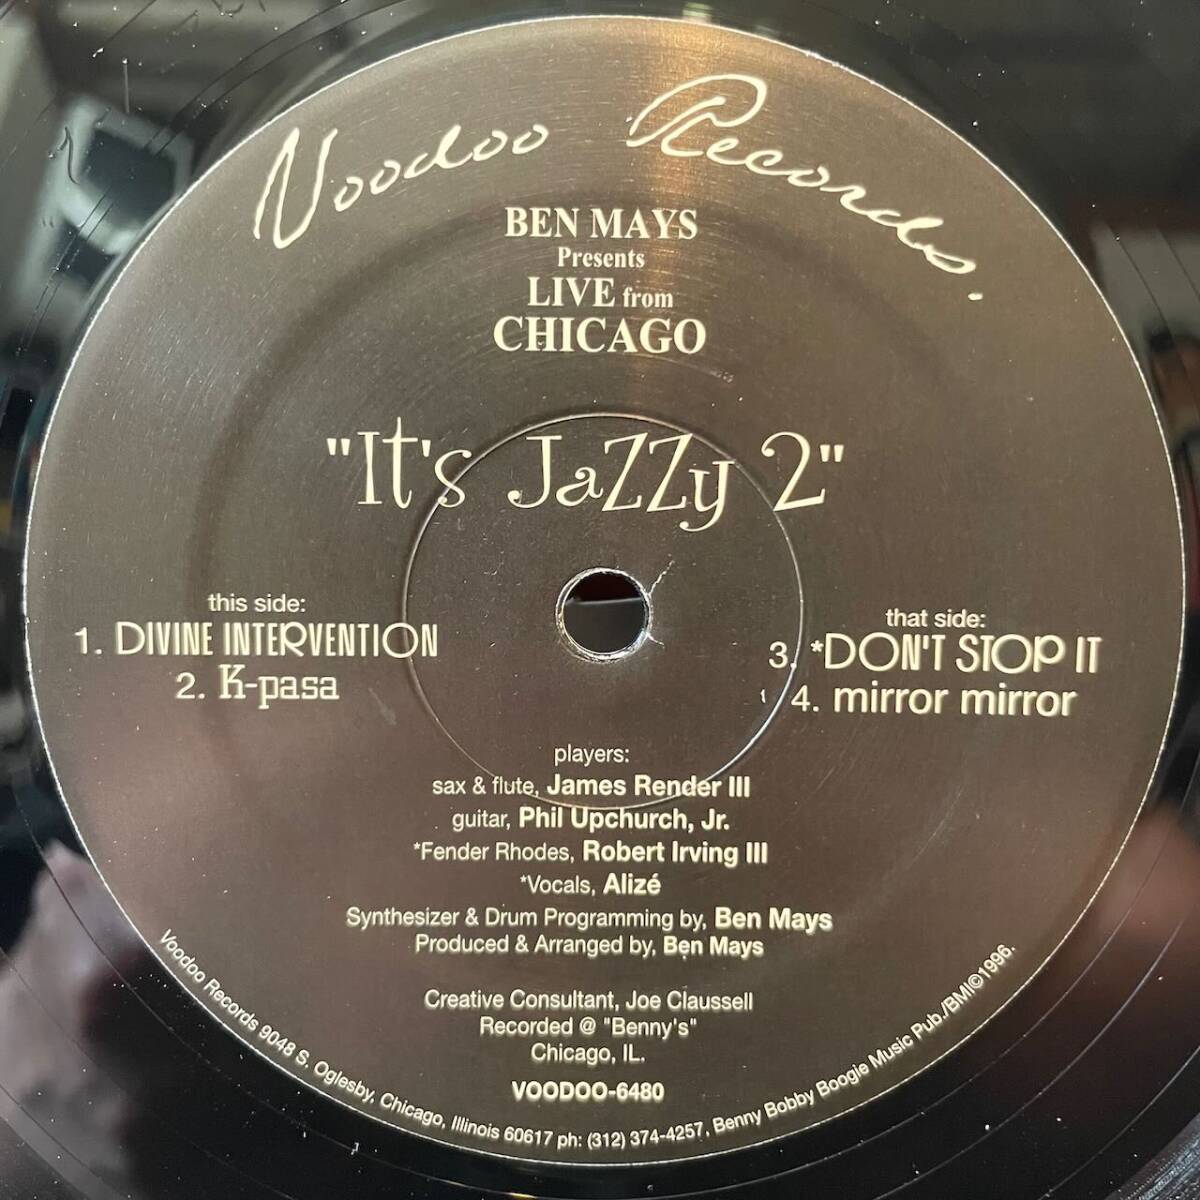 Voodoo Records.
BEN MAYS
Presents
LIVE from
CHICAGO
"It's JaZZy 2"
this side:
1. DIVINE INTERVENTION
2. K-pasa
that side:
3. *DON'T STOP IT
4. mirror mirror
players:
sax & flute, James Render III
guitar, Phil Upchurch, Jr.
*Fender Rhodes, Robert Irving III
*Vocals, Alizé
Synthesizer & Drum Programming by, Ben Mays
Produced & Arranged by, Ben Mays
Creative Consultant, Joe Claussell
Recorded @ "Benny's"
Chicago, IL.
VOODOO-6480
Voodoo Records 9048 S. Oglesby, Chicago, Illinois 60617 ph: (312) 374-4257, Benny Bobby Boogie Music Pub./BMI©1996.